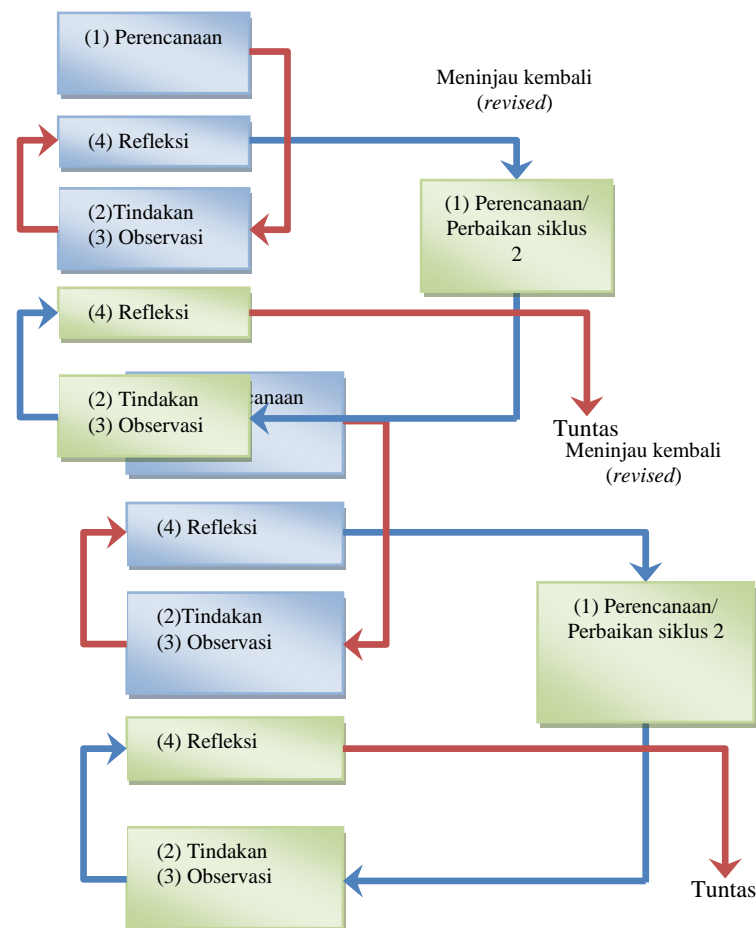 (1) Perencanaan
Meninjau kembali
(revised)
(4) Refleksi
(2)Tindakan
(3) Observasi
(1) Perencanaan/
Perbaikan siklus
2
(4) Refleksi
(2) Tindakan
(3) Observasi
Tuntas
Meninjau kembali
(revised)
(4) Refleksi
(2)Tindakan
(3) Observasi
(1) Perencanaan/
Perbaikan siklus 2
(4) Refleksi
(2) Tindakan
(3) Observasi
Tuntas